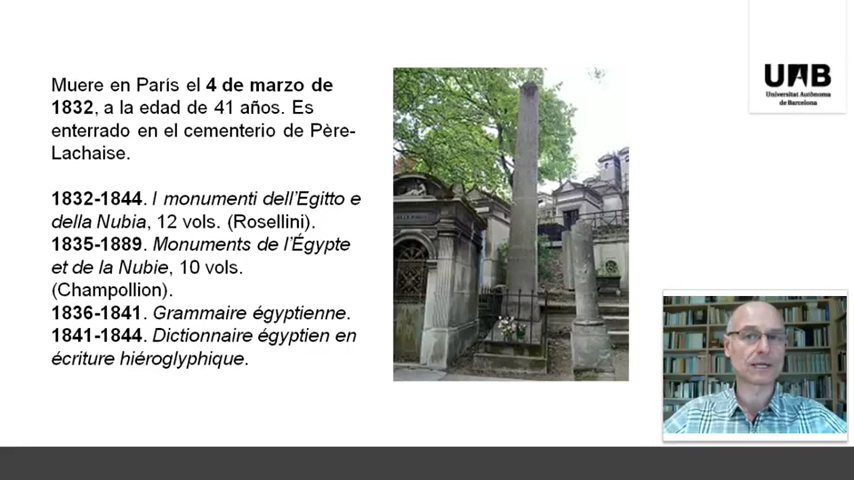 Muere en París el 4 de marzo de
1832, a la edad de 41 años. Es
enterrado en el cementerio de Père-
Lachaise.
1832-1844. I monumenti dell'Egitto e
della Nubia, 12 vols. (Rosellini).
1835-1889. Monuments de l'Égypte
et de la Nubie, 10 vols.
(Champollion).
1836-1841. Grammaire égyptienne.
1841-1844. Dictionnaire égyptien en
écriture hiéroglyphique.
UAB
Universitat Autònoma
de Barcelona